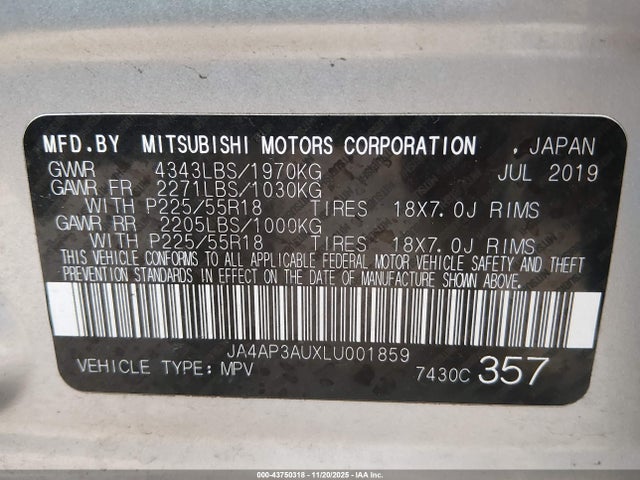 MFD.BY MITSUBISHI MOTORS CORPORATION , JAPAN
GVWR 4343LBS/1970KG JUL 2019
GAWR FR 2271LBS/1030KG
WITH P225/55R18 TIRES 18X7.0J RIMS
GAWR RR 2205LBS/1000KG
WITH P225/55R18 TIRES 18X7.0J RIMS
THIS VEHICLE CONFORMS TO ALL APPLICABLE FEDERAL MOTOR VEHICLE SAFETY AND THEFT
PREVENTION STANDARDS IN EFFECT ON THE DATE OF MANUFACTURE SHOWN ABOVE.
JA4AP3AUXLU001859
VEHICLE TYPE: MPV 7430C 357
000-43750318 - 11/20/2025 - IAAI.COM